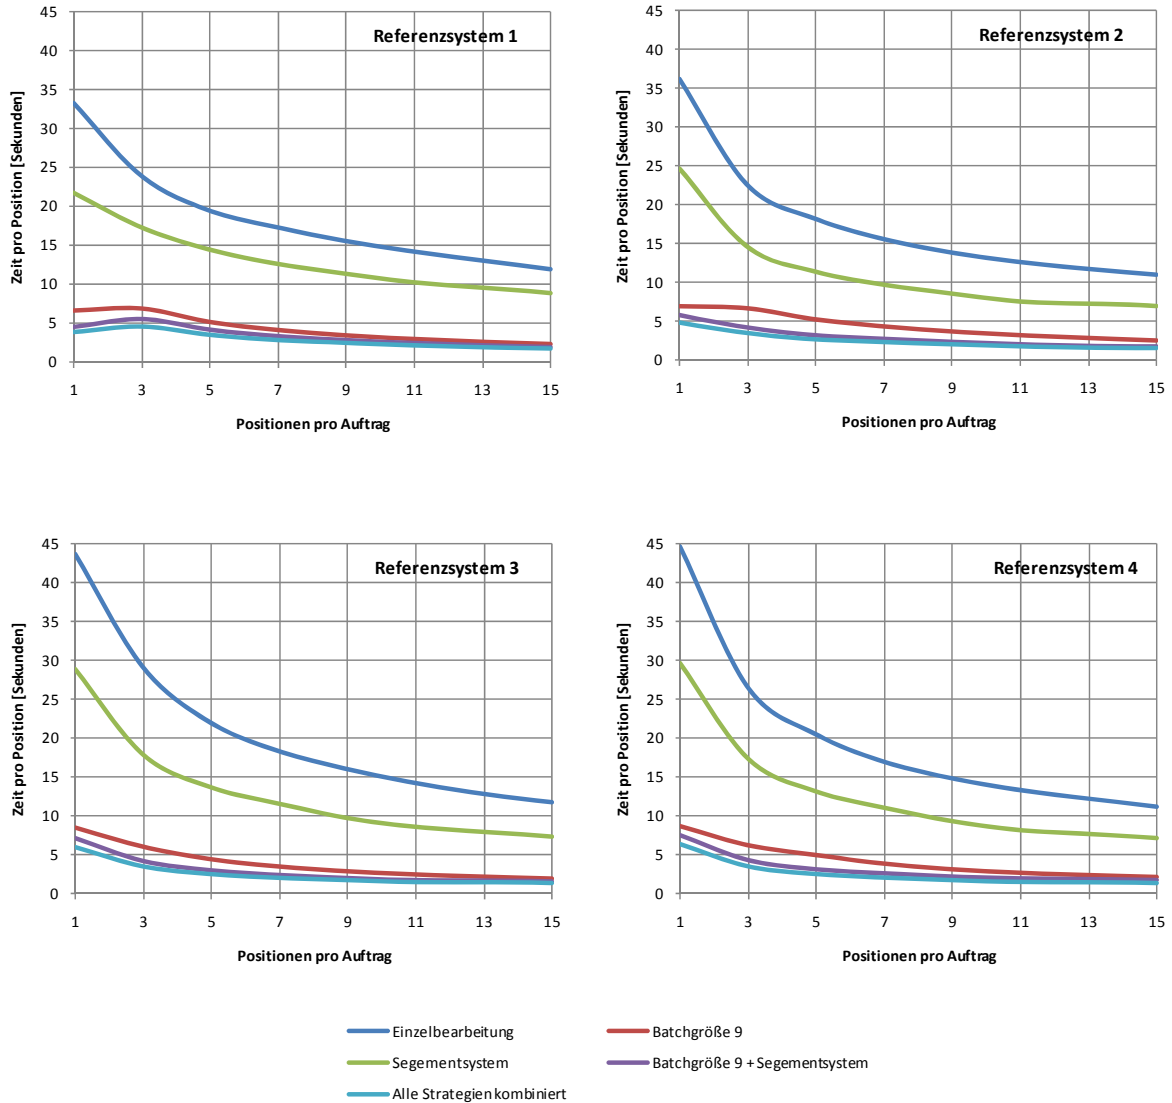 Referenzsystem 1
Zeit pro Position [Sekunden]
45
40
35
30
25
20
15
10
5
0
1 3 5 7 9 11 13 15
Positionen pro Auftrag
Referenzsystem 2
Zeit pro Position [Sekunden]
45
40
35
30
25
20
15
10
5
0
1 3 5 7 9 11 13 15
Positionen pro Auftrag
Referenzsystem 3
Zeit pro Position [Sekunden]
45
40
35
30
25
20
15
10
5
0
1 3 5 7 9 11 13 15
Positionen pro Auftrag
Referenzsystem 4
Zeit pro Position [Sekunden]
45
40
35
30
25
20
15
10
5
0
1 3 5 7 9 11 13 15
Positionen pro Auftrag
Einzelbearbeitung
Batchgröße 9
Segementsystem
Batchgröße 9 + Segementsystem
Alle Strategien kombiniert